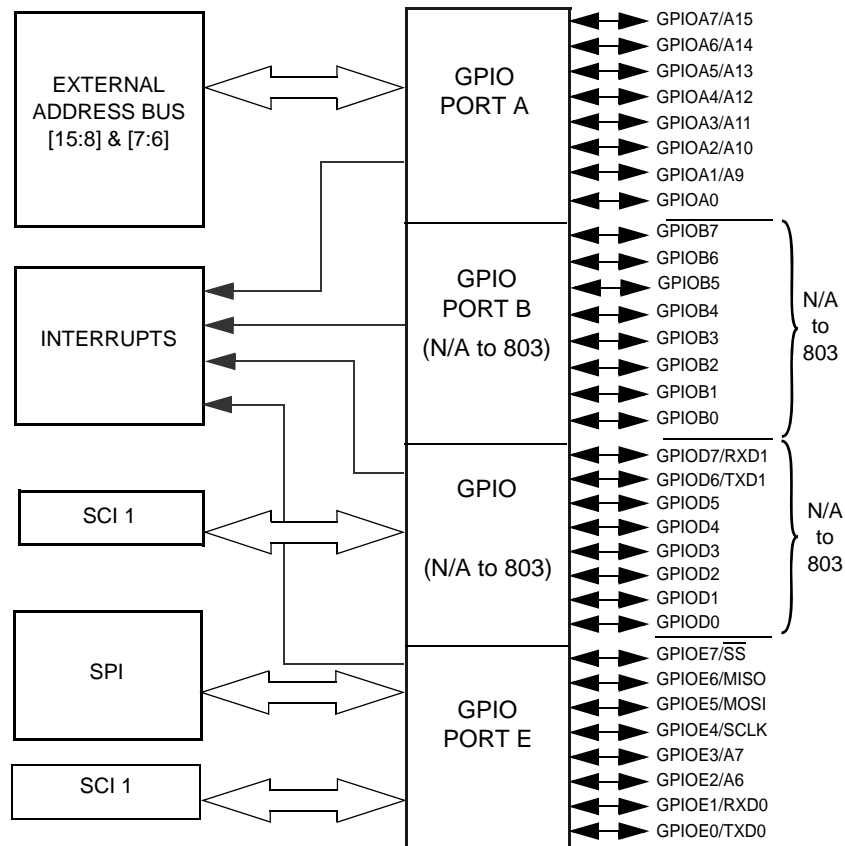 EXTERNAL
ADDRESS BUS
[15:8] & [7:6]
INTERRUPTS
SCI 1
SPI
SCI 1
GPIO
PORT A
GPIO
PORT B
(N/A to 803)
GPIO
(N/A to 803)
GPIO
PORT E
GPIOA7/A15
GPIOA6/A14
GPIOA5/A13
GPIOA4/A12
GPIOA3/A11
GPIOA2/A10
GPIOA1/A9
GPIOA0
GPIOB7
GPIOB6
GPIOB5
GPIOB4
GPIOB3
GPIOB2
GPIOB1
GPIOB0
N/A
to
803
GPIOD7/RXD1
GPIOD6/TXD1
GPIOD5
GPIOD4
GPIOD3
GPIOD2
GPIOD1
GPIOD0
N/A
to
803
GPIOE7/S̅S̅
GPIOE6/MISO
GPIOE5/MOSI
GPIOE4/SCLK
GPIOE3/A7
GPIOE2/A6
GPIOE1/RXD0
GPIOE0/TXD0